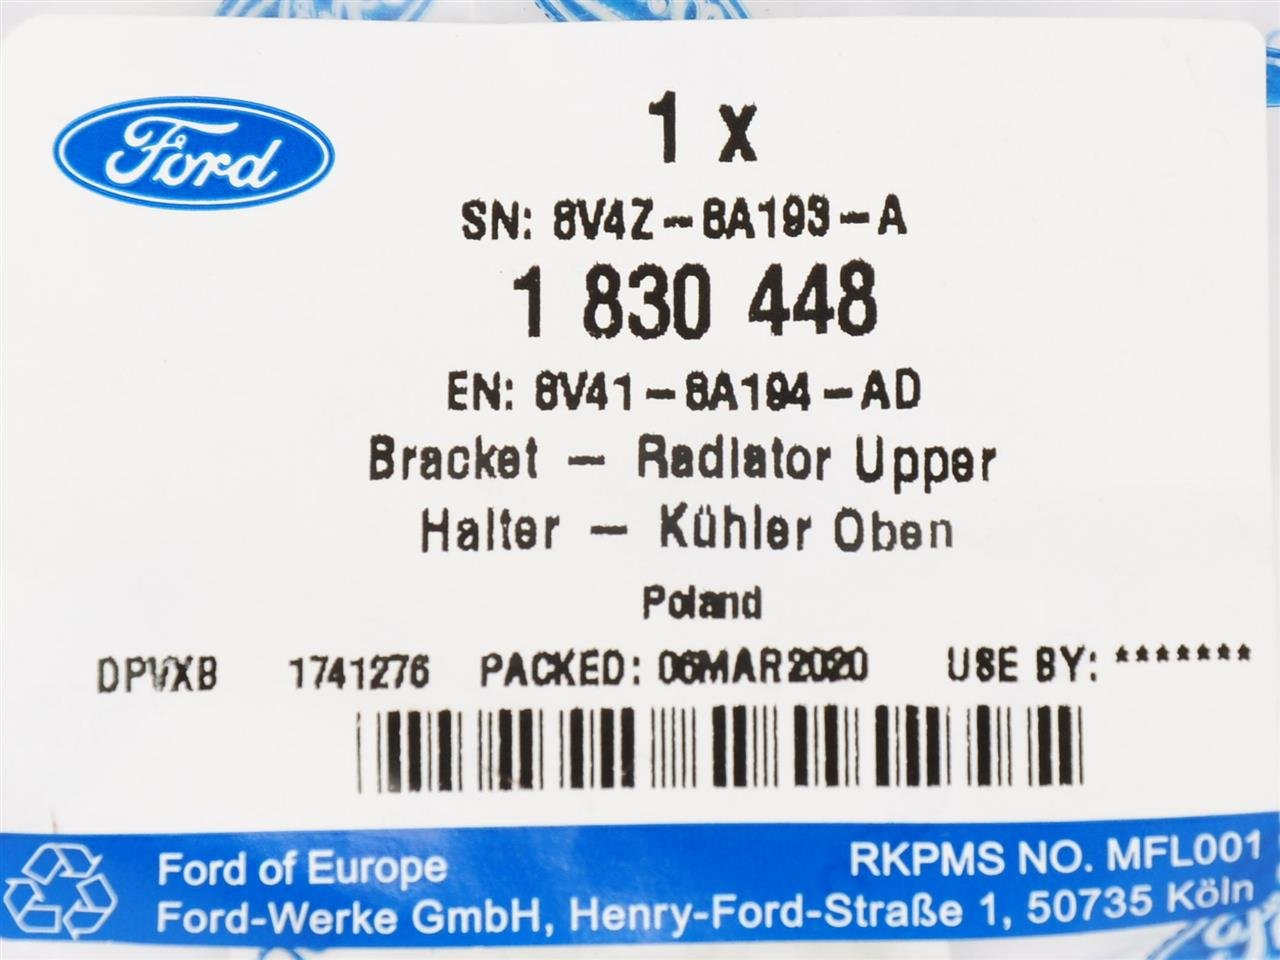 Ford
1 x
SN: 8V4Z-8A193-A
1 830 448
EN: 8V41-8A194-AD
Bracket - Radiator Upper
Halter - Kühler Oben
Poland
DPVXB 1741276 PACKED: 06MAR2020 USE BY: *******
Ford of Europe RKPMS NO. MFL001
Ford-Werke GmbH, Henry-Ford-Straße 1, 50735 Köln